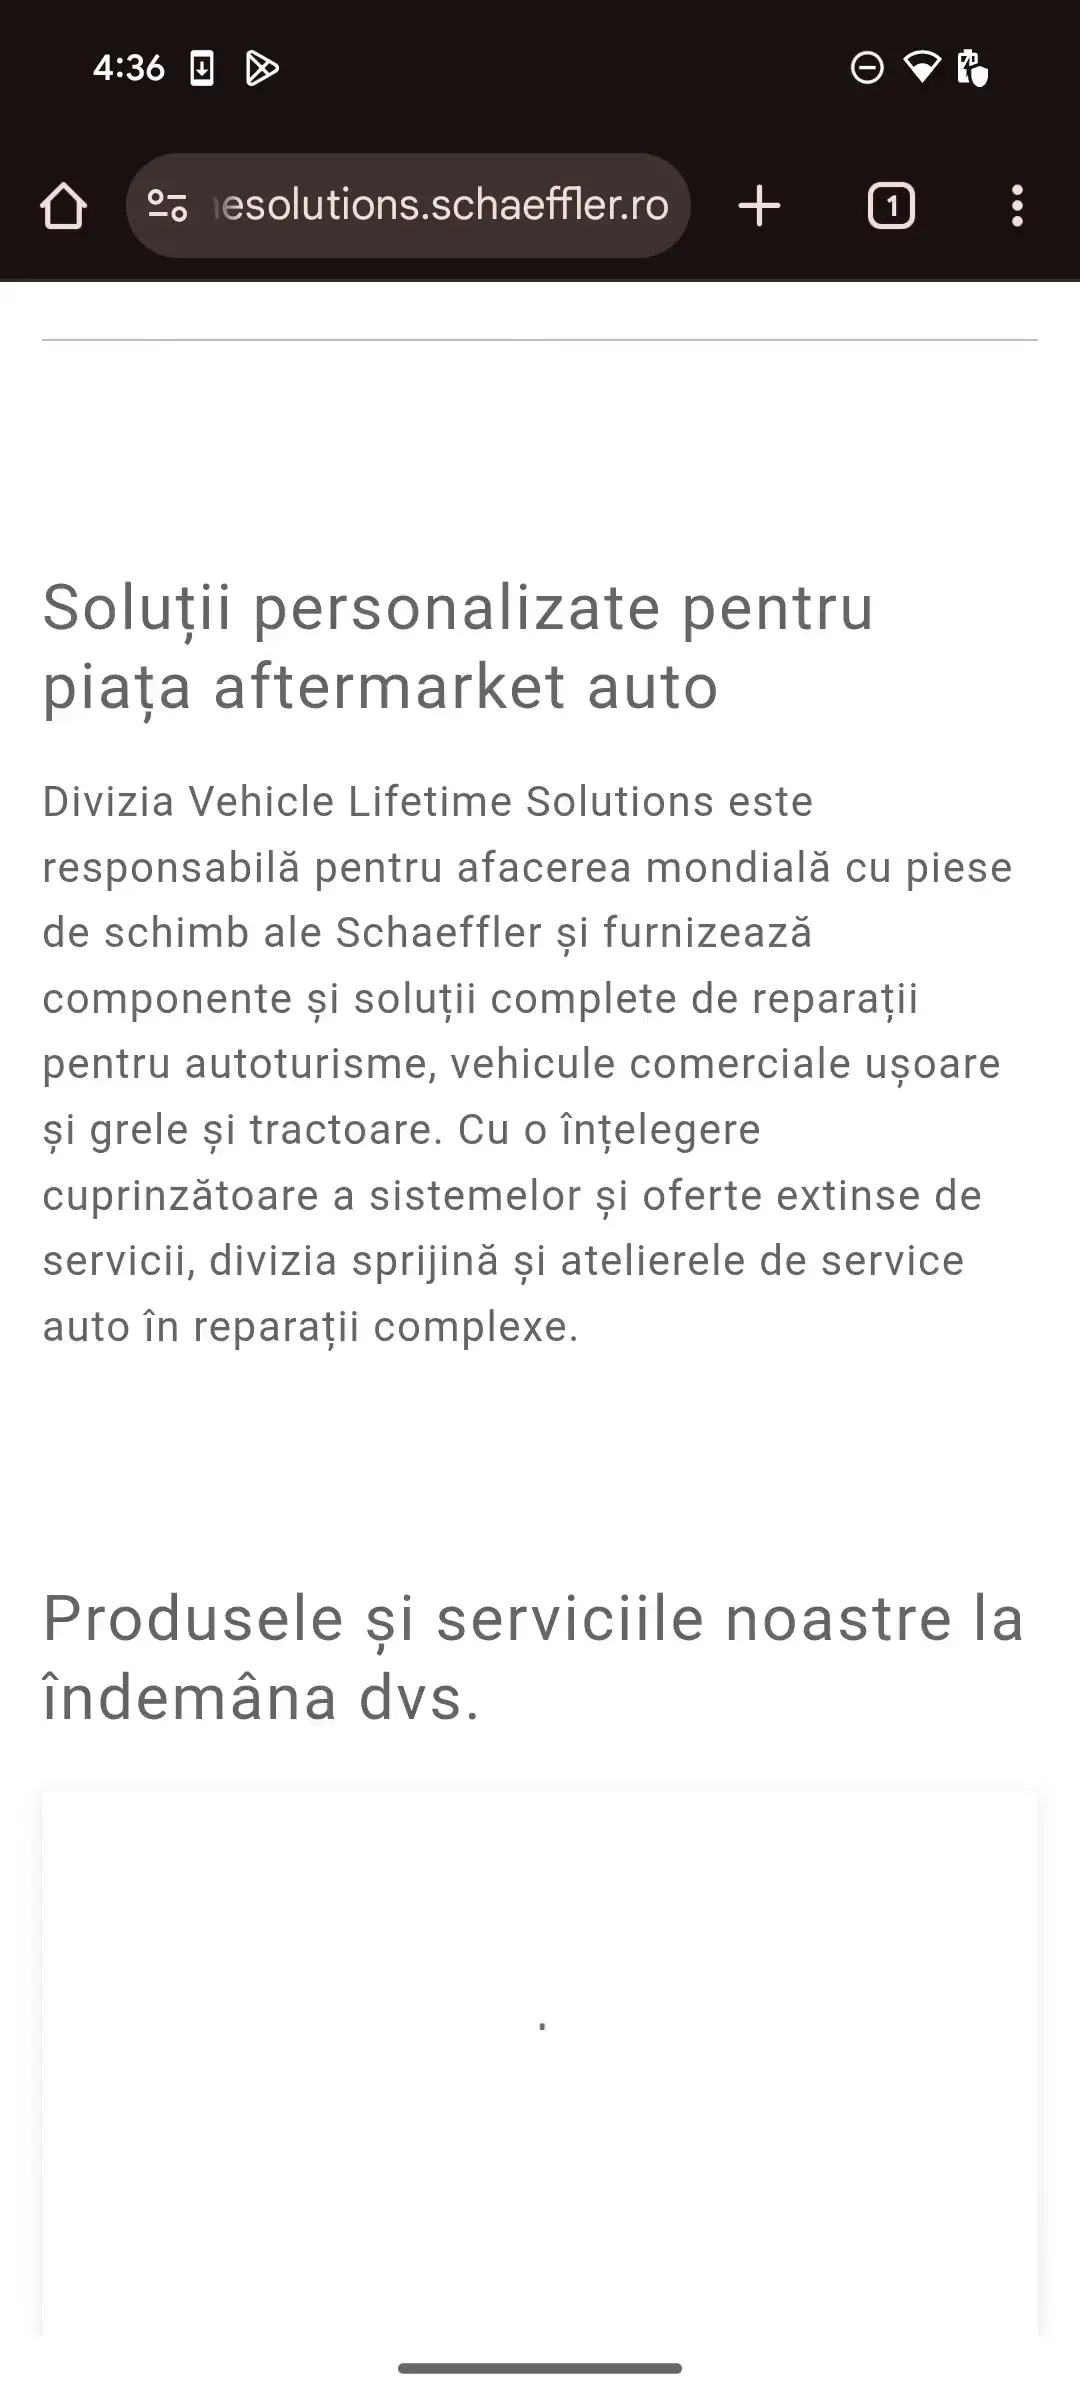 4:36
esolutions.schaeffler.ro
1
Soluții personalizate pentru
piața aftermarket auto
Divizia Vehicle Lifetime Solutions este
responsabilă pentru afacerea mondială cu piese
de schimb ale Schaeffler și furnizează
componente și soluții complete de reparații
pentru autoturisme, vehicule comerciale ușoare
și grele și tractoare. Cu o înțelegere
cuprinzătoare a sistemelor și oferte extinse de
servicii, divizia sprijină și atelierele de service
auto în reparații complexe.
Produsele și serviciile noastre la
îndemâna dvs.